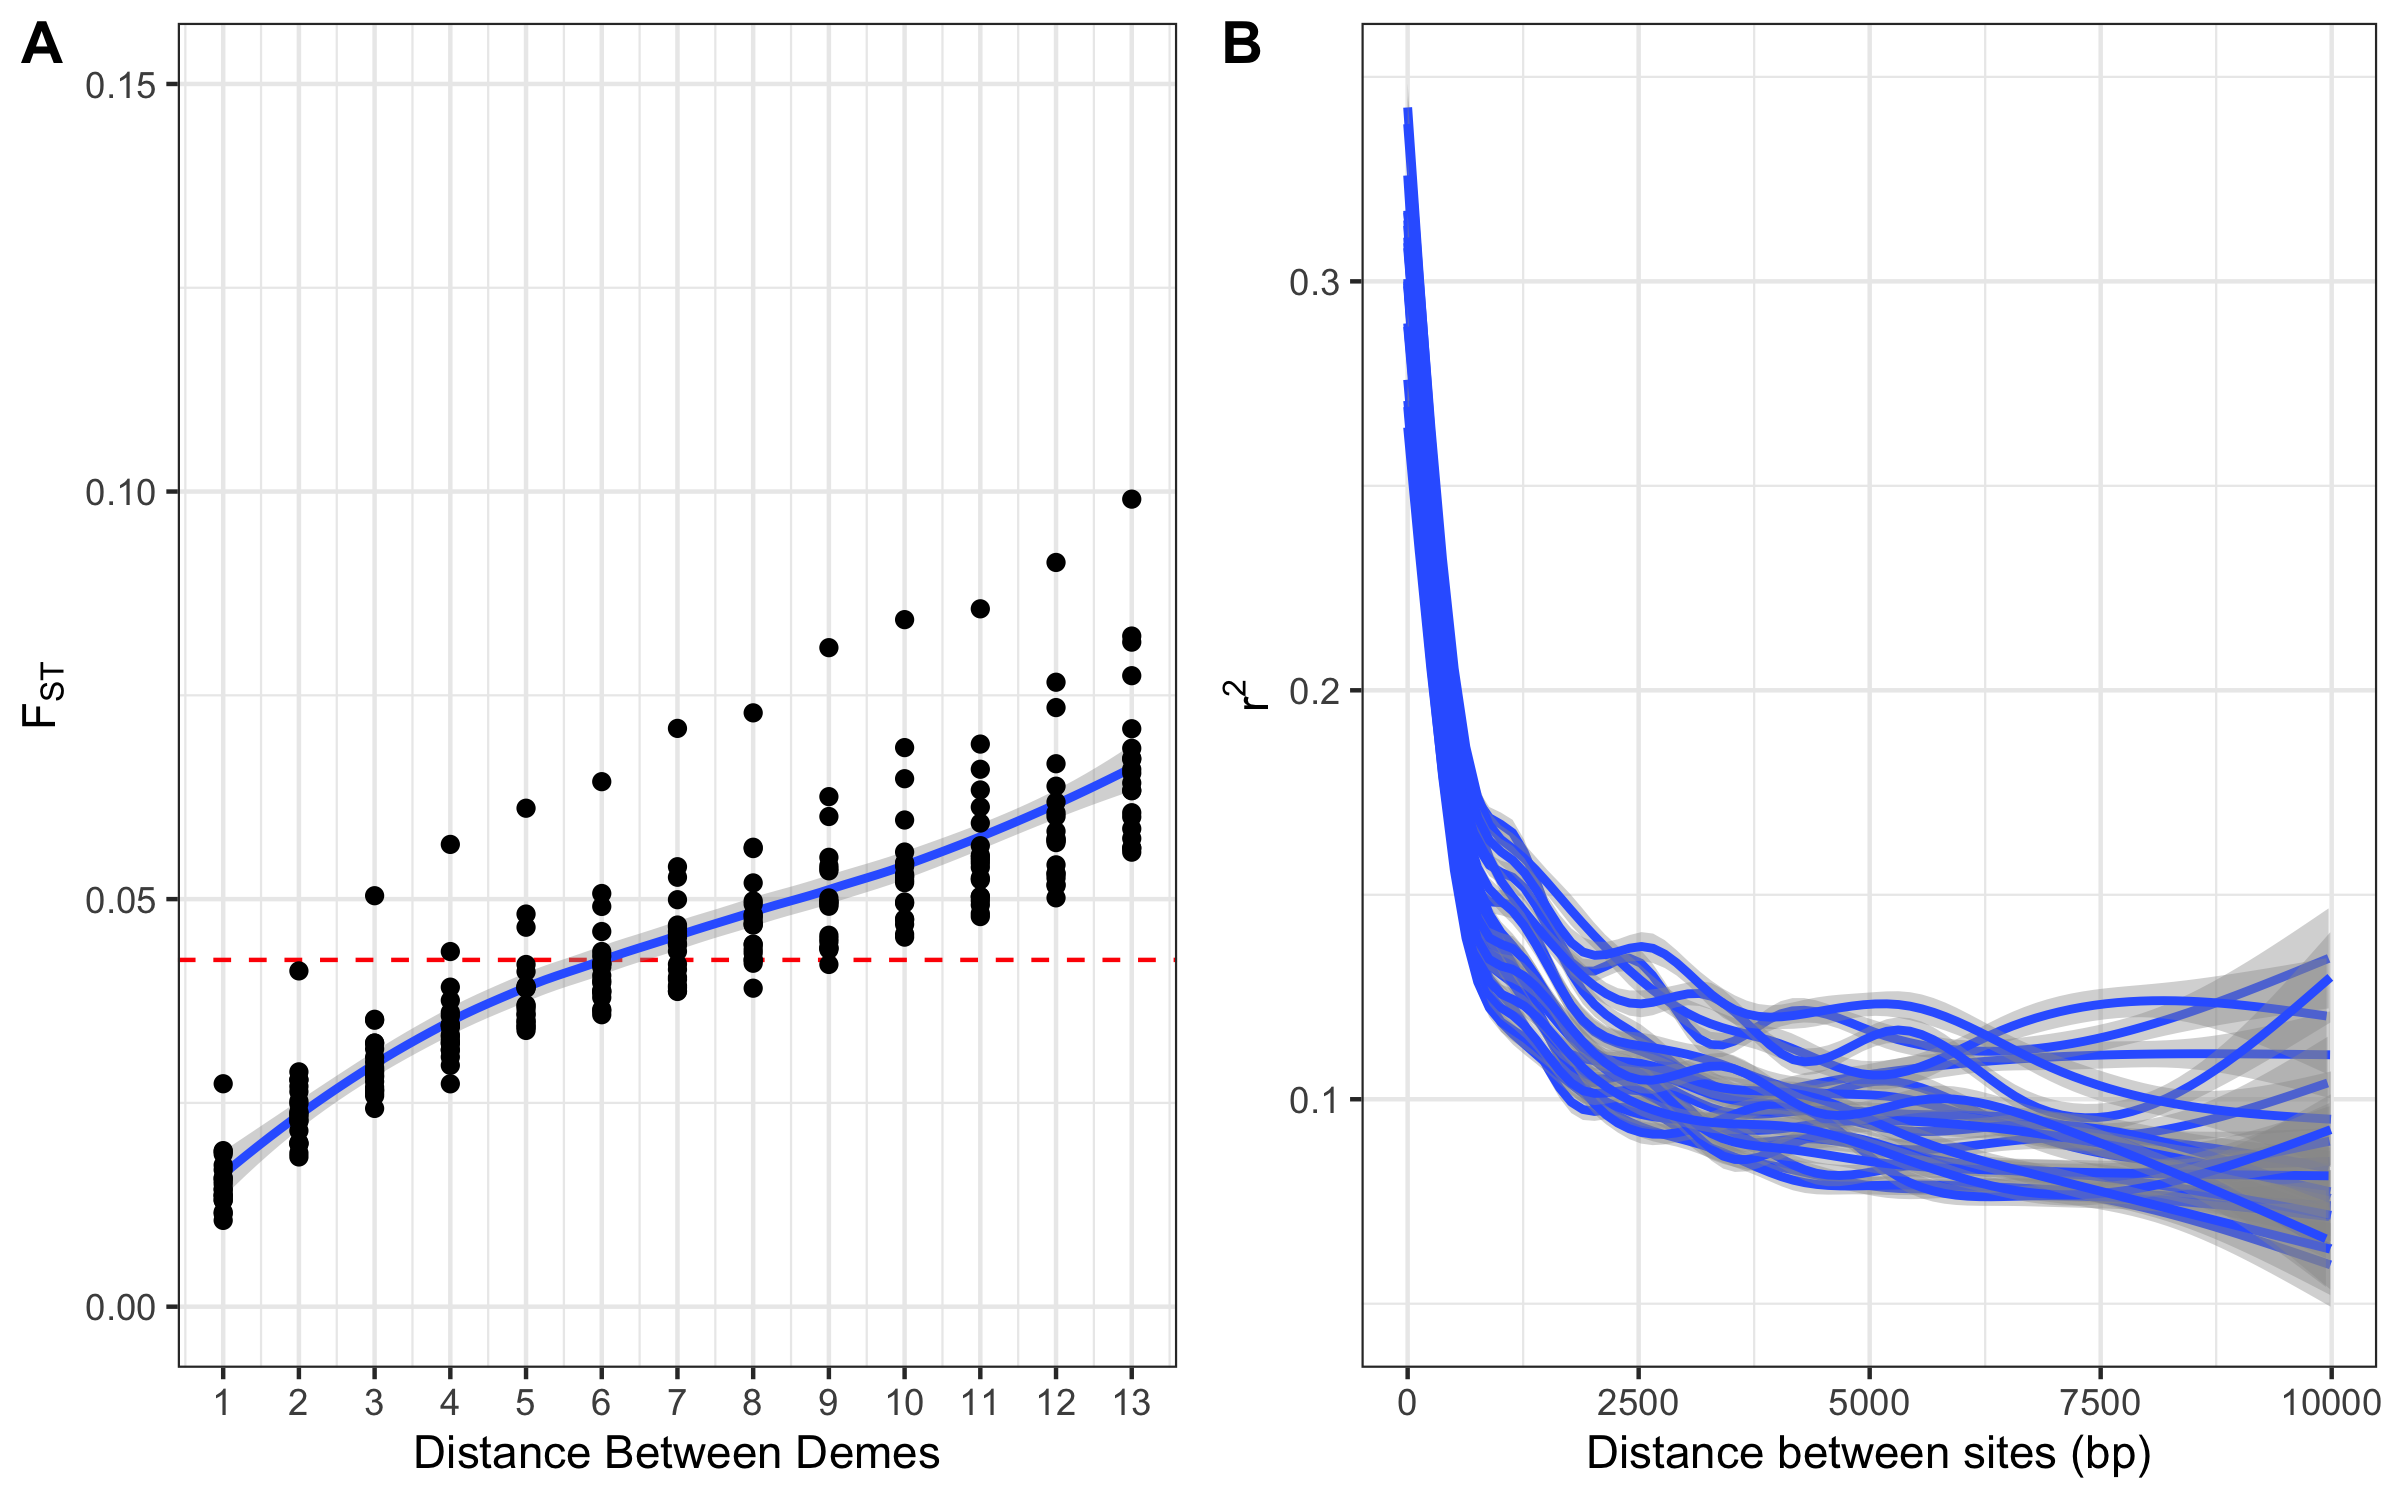 A
0.15
0.10
0.05
0.00
F_ST
1 2 3 4 5 6 7 8 9 10 11 12 13
Distance Between Demes
B
0.3
0.2
0.1
r²
0 2500 5000 7500 10000
Distance between sites (bp)